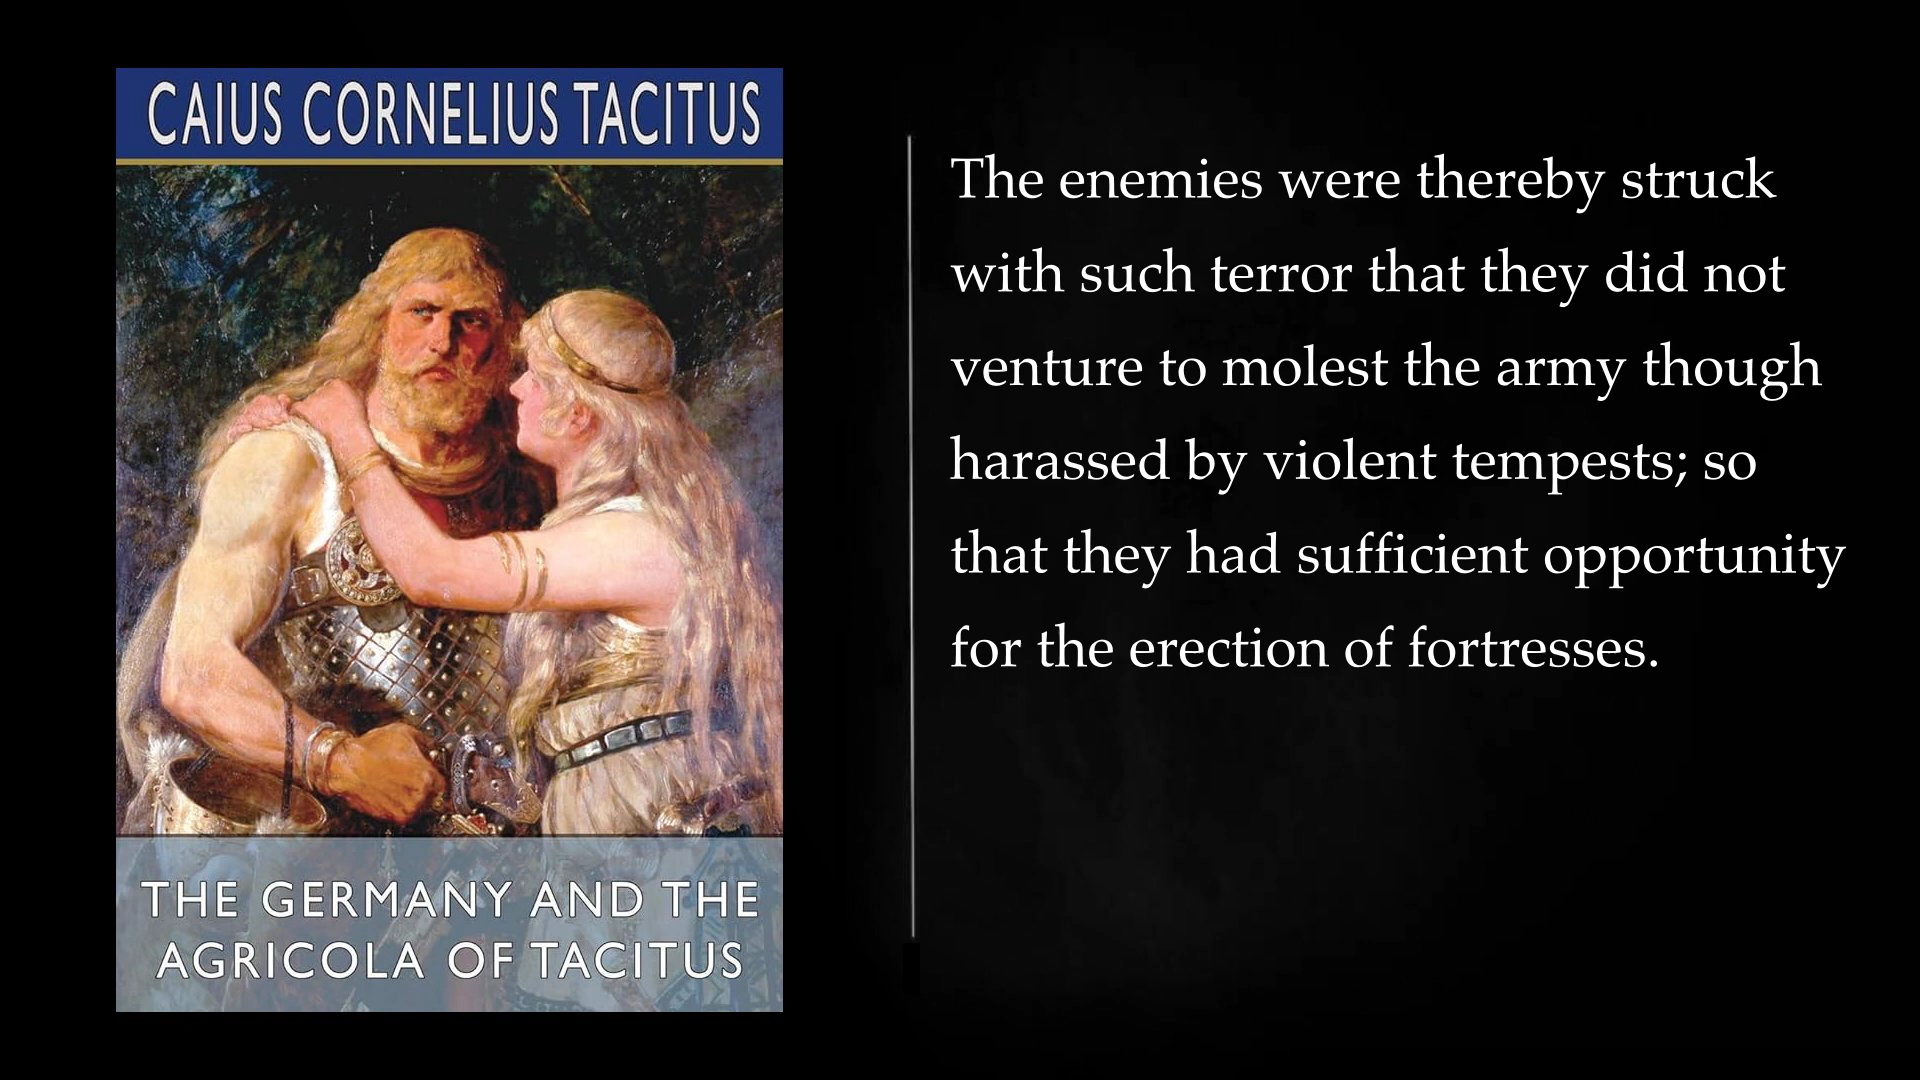 CAIUS CORNELIUS TACITUS
THE GERMANY AND THE
AGRICOLA OF TACITUS
The enemies were thereby struck
with such terror that they did not
venture to molest the army though
harassed by violent tempests; so
that they had sufficient opportunity
for the erection of fortresses.